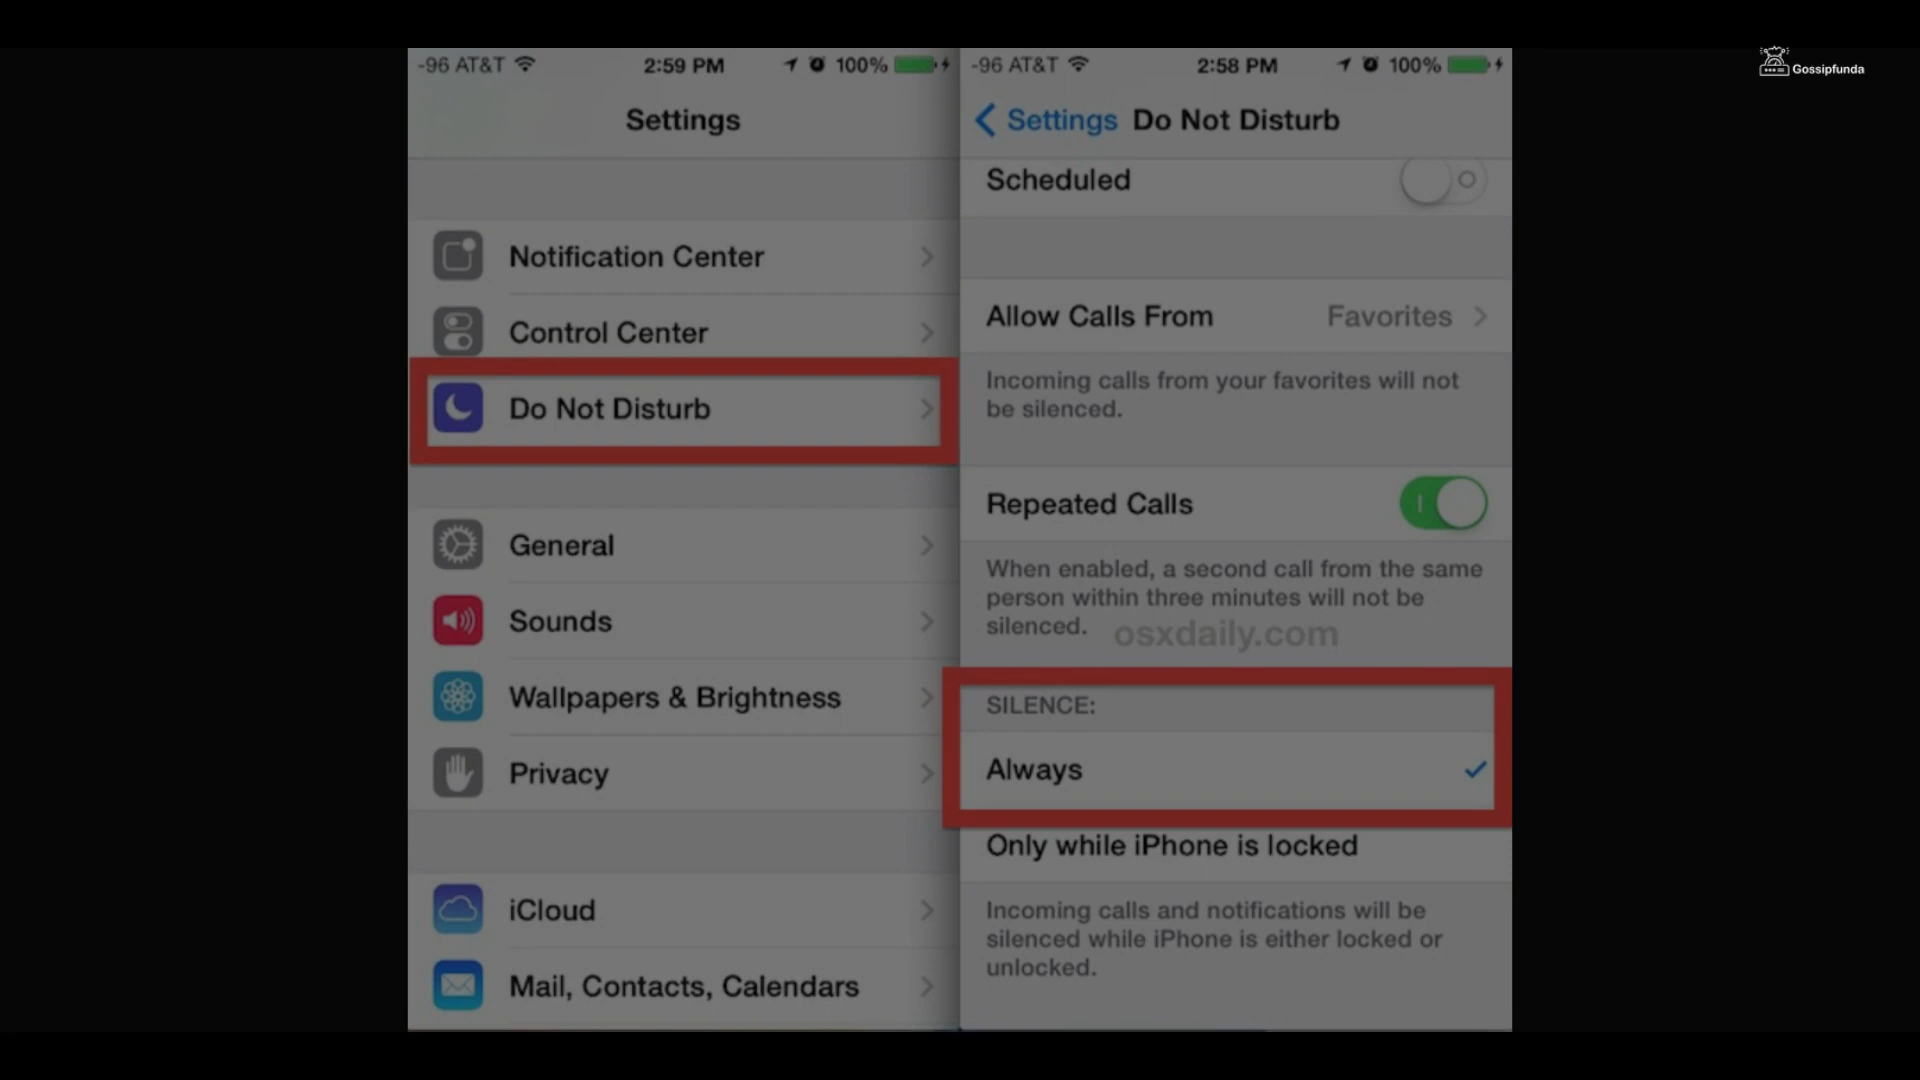 Gossipfunda
-96 AT&T 2:59 PM 100%
Settings
Notification Center
Control Center
Do Not Disturb
General
Sounds
Wallpapers & Brightness
Privacy
iCloud
Mail, Contacts, Calendars
-96 AT&T 2:58 PM 100%
Settings Do Not Disturb
Scheduled
Allow Calls From Favorites
Incoming calls from your favorites will not
be silenced.
Repeated Calls
When enabled, a second call from the same
person within three minutes will not be
silenced.
osxdaily.com
SILENCE:
Always
Only while iPhone is locked
Incoming calls and notifications will be
silenced while iPhone is either locked or
unlocked.